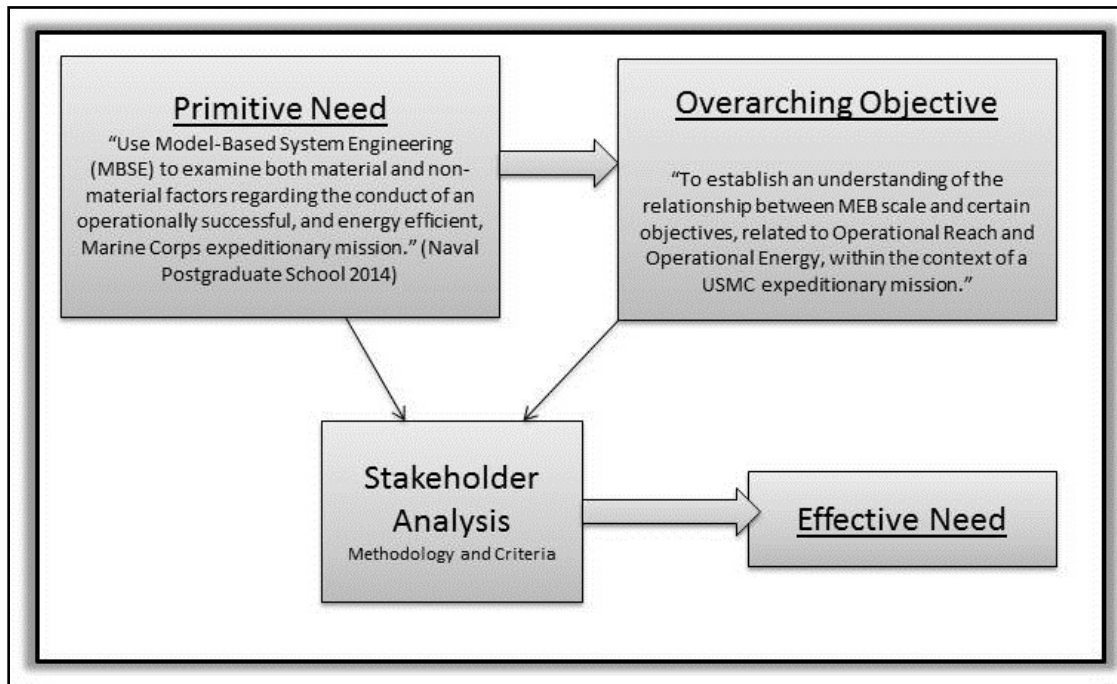 Primitive Need
“Use Model-Based System Engineering
(MBSE) to examine both material and non-
material factors regarding the conduct of an
operationally successful, and energy efficient,
Marine Corps expeditionary mission.” (Naval
Postgraduate School 2014)
Overarching Objective
“To establish an understanding of the
relationship between MEB scale and certain
objectives, related to Operational Reach and
Operational Energy, within the context of a
USMC expeditionary mission.”
Stakeholder
Analysis
Methodology and Criteria
Effective Need